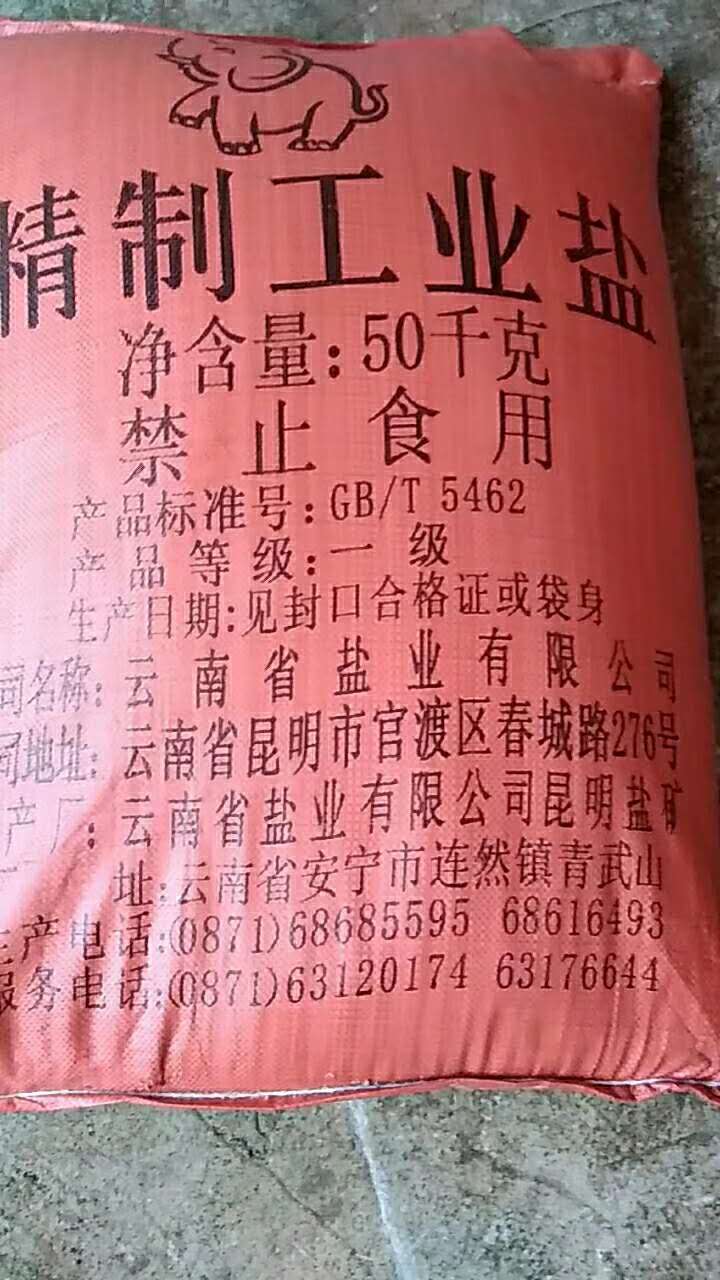 精制工业盐
净含量:50千克
禁止食用
产品标准号:GB/T 5462
产品等级:一级
生产日期:见封口合格证或袋身
司名称:云南省盐业有限公司
司地址:云南省昆明市官渡区春城路276号
产厂:云南省盐业有限公司昆明盐矿
址:云南省安宁市连然镇青武山
生产电话:(0871)68685595 68616493
服务电话:(0871)63120174 63176644